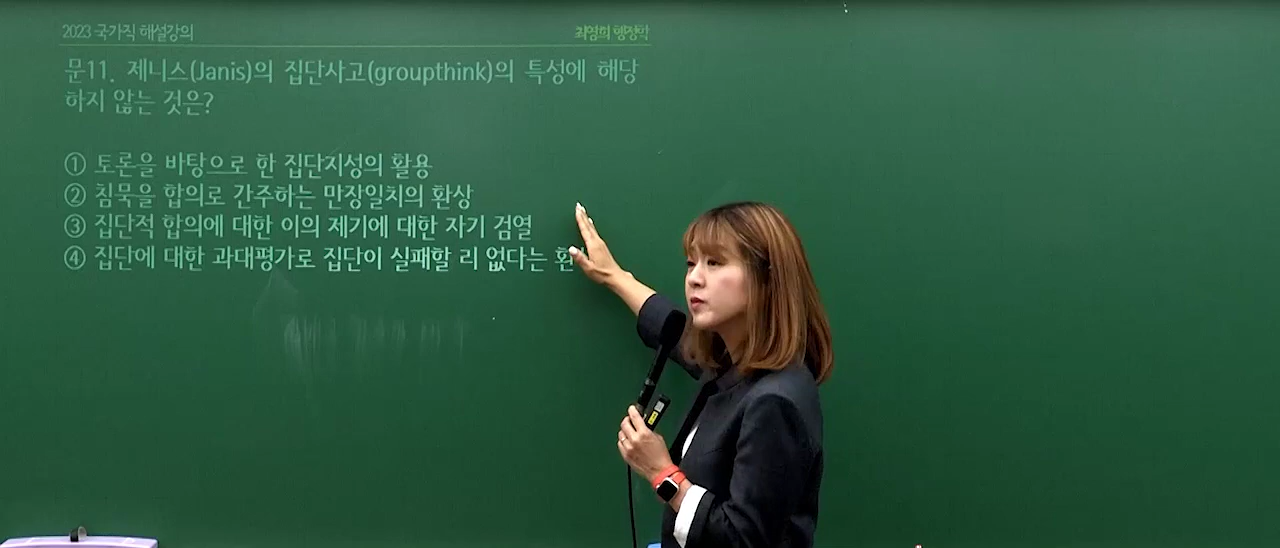 2023 국가직 해설강의
최영희 행정학
문11. 제니스(Janis)의 집단사고(groupthink)의 특성에 해당
하지 않는 것은?
① 토론을 바탕으로 한 집단지성의 활용
② 침묵을 합의로 간주하는 만장일치의 환상
③ 집단적 합의에 대한 이의 제기에 대한 자기 검열
④ 집단에 대한 과대평가로 집단이 실패할 리 없다는